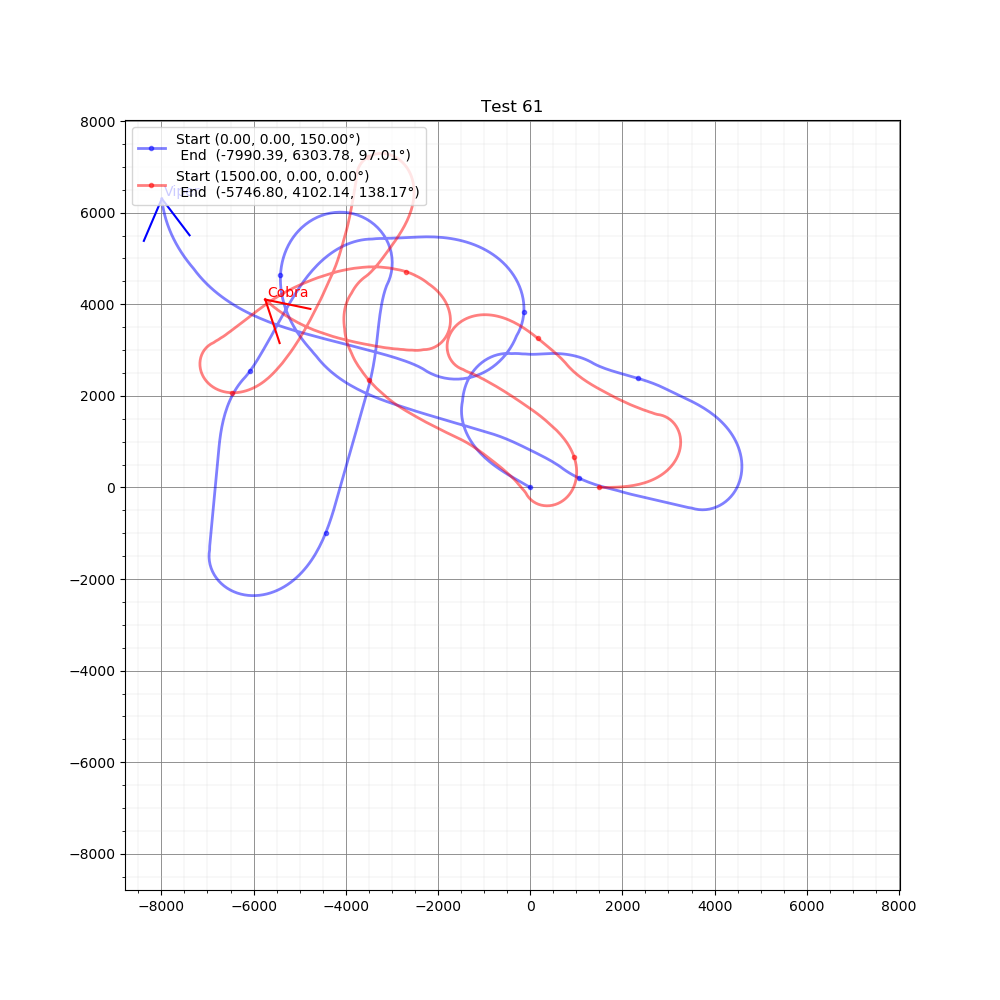 Test 61
Start (0.00, 0.00, 150.00°)
End (-7990.39, 6303.78, 97.01°)
Start (1500.00, 0.00, 0.00°)
End (-5746.80, 4102.14, 138.17°)
Viper
Cobra
8000
6000
4000
2000
0
−2000
−4000
−6000
−8000
−8000 −6000 −4000 −2000 0 2000 4000 6000 8000